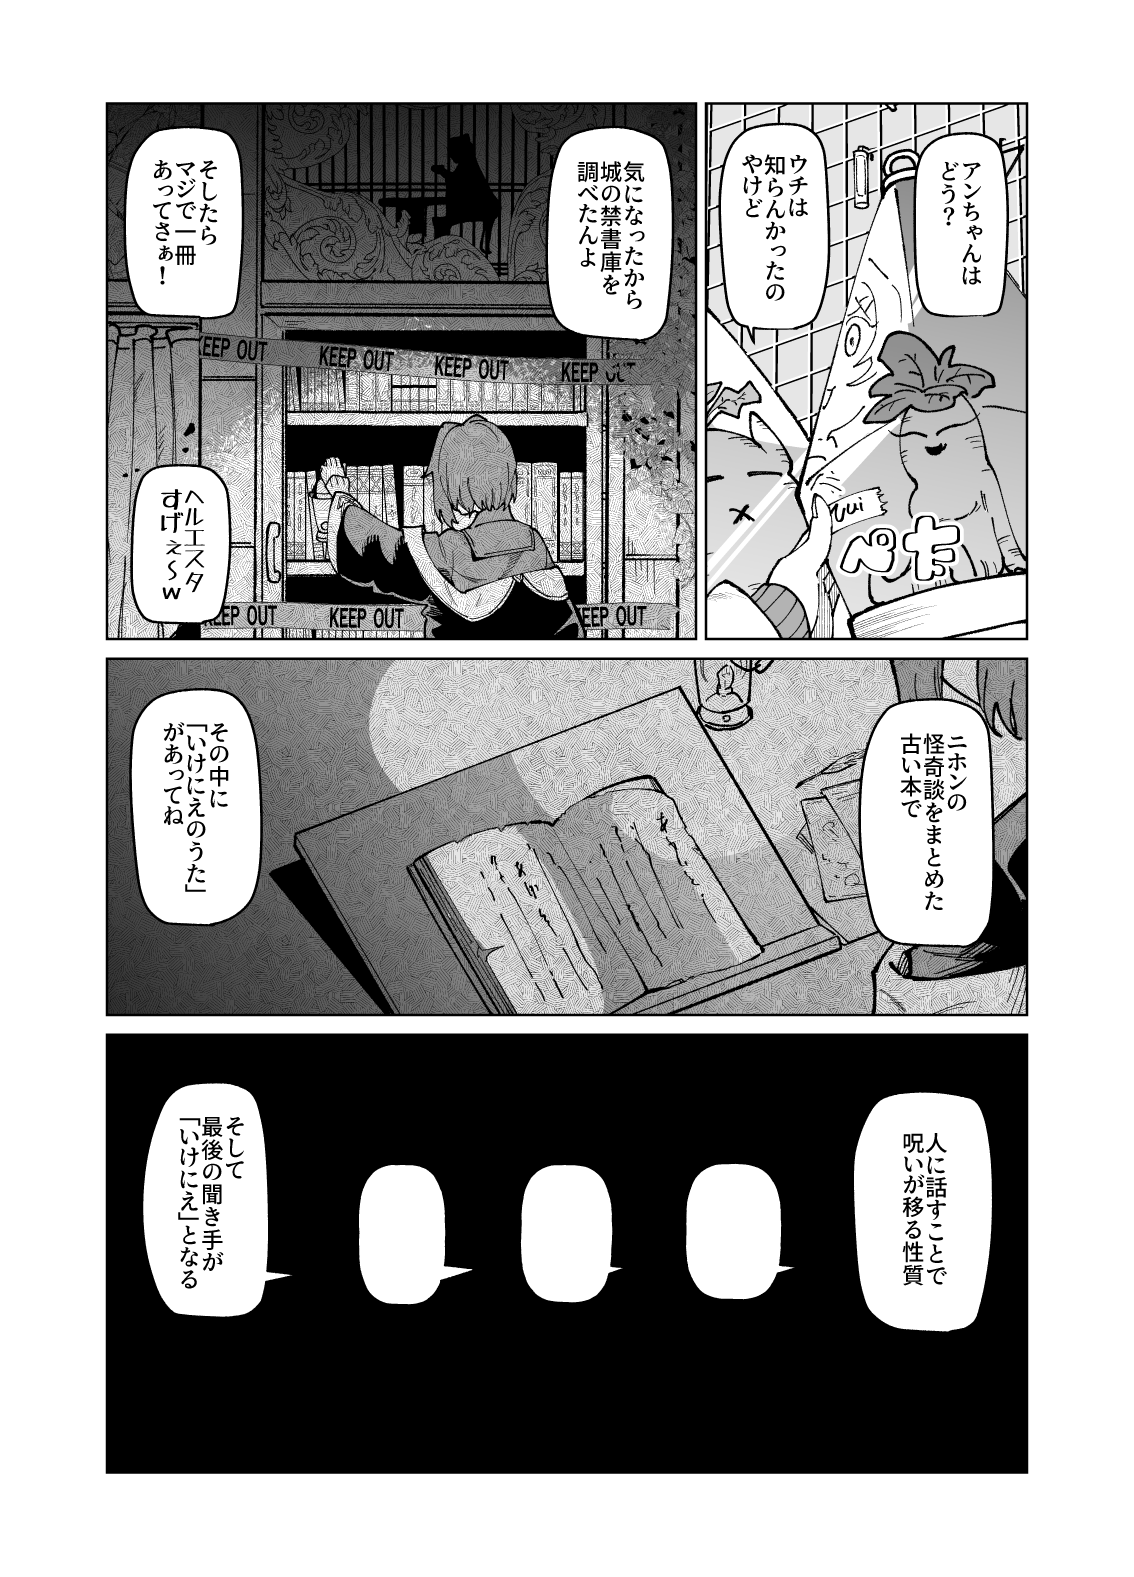 アンちゃんは
どう？
ウチは
知らんかったの
やけど
ui
ペキ
気になったから
城の禁書庫を
調べたんよ
そしたら
マジで一冊
あってさぁ！
KEEP OUT KEEP OUT KEEP OUT KEEP OUT
ヘルエスタ
すげぇ～w
KEEP OUT KEEP OUT KEEP OUT
ニホンの
怪奇談をまとめた
古い本で
その中に
「いけにえのうた」
があってね
人に話すことで
呪いが移る性質
そして
最後の聞き手が
「いけにえ」となる